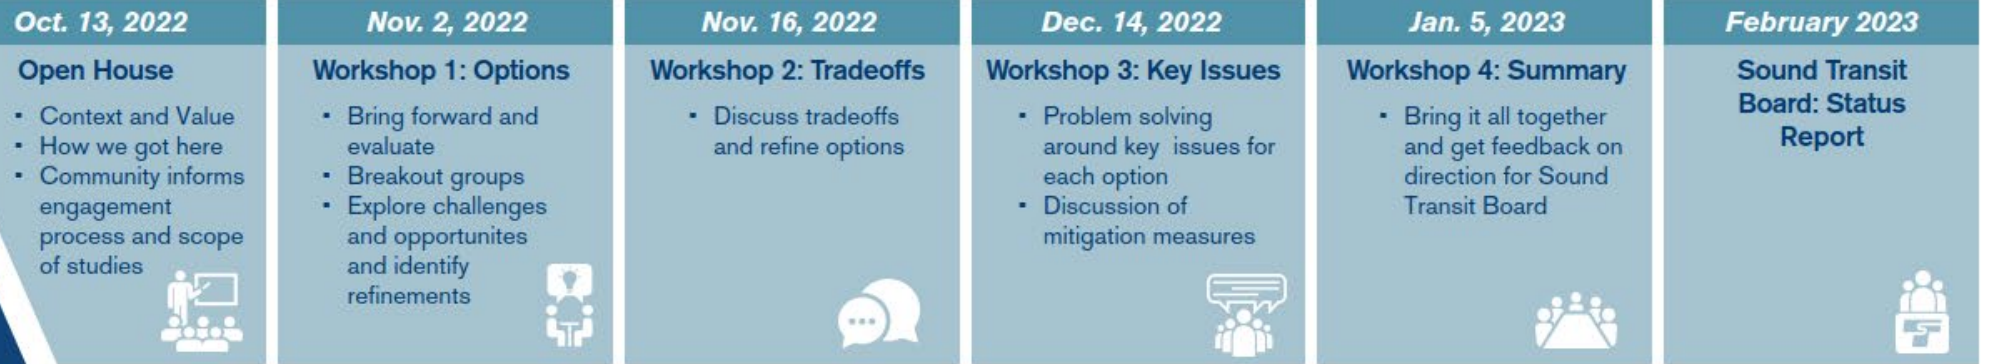 Oct. 13, 2022
Open House
▪ Context and Value
▪ How we got here
▪ Community informs
engagement
process and scope
of studies
Nov. 2, 2022
Workshop 1: Options
▪ Bring forward and
evaluate
▪ Breakout groups
▪ Explore challenges
and opportunites
and identify
refinements
Nov. 16, 2022
Workshop 2: Tradeoffs
▪ Discuss tradeoffs
and refine options
Dec. 14, 2022
Workshop 3: Key Issues
▪ Problem solving
around key issues for
each option
▪ Discussion of
mitigation measures
Jan. 5, 2023
Workshop 4: Summary
▪ Bring it all together
and get feedback on
direction for Sound
Transit Board
February 2023
Sound Transit
Board: Status
Report